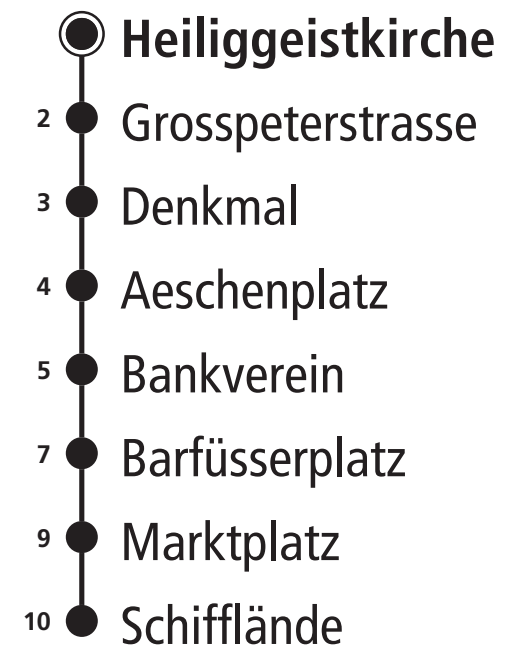 Heiliggeistkirche
2 Grosspeterstrasse
3 Denkmal
4 Aeschenplatz
5 Bankverein
7 Barfüsserplatz
9 Marktplatz
10 Schifflände